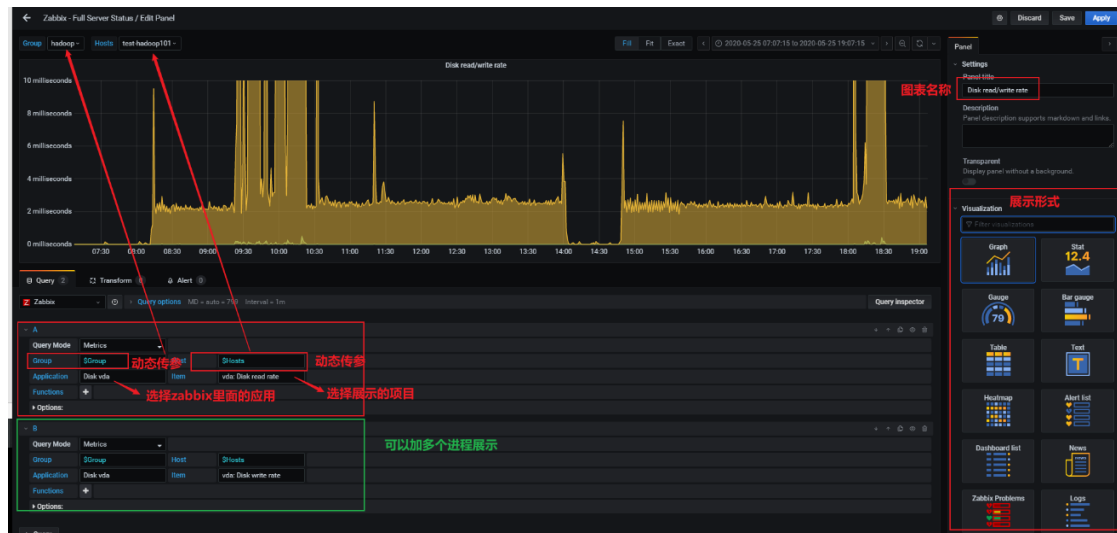 Zabbix - Full Server Status / Edit Panel
Discard Save Apply
Group hadoop Hosts test-hadoop101
Fill Fit Exact 2020-05-25 07:07:15 to 2020-05-25 19:07:15
Disk read/write rate
10 milliseconds
8 milliseconds
6 milliseconds
4 milliseconds
2 milliseconds
0 milliseconds
07:30 08:00 08:30 09:00 09:30 10:00 10:30 11:00 11:30 12:00 12:30 13:00 13:30 14:00 14:30 15:00 15:30 16:00 16:30 17:00 17:30 18:00 18:30 19:00
Query 2 Transform 0 Alert 0
Zabbix Query options MD = auto = 799 Interval = 1m Query inspector
A
Query Mode Metrics
Group $Group 动态传参 Host $Hosts 动态传参
Application Disk vda Item vda: Disk read rate
选择zabbix里面的应用 选择展示的项目
Functions +
Options:
B
Query Mode Metrics
可以加多个进程展示
Group $Group Host $Hosts
Application Disk vda Item vda: Disk write rate
Functions +
Options:
Panel
Settings
Panel title
图表名称 Disk read/write rate
Description
Panel description supports markdown and links.
Transparent
Display panel without a background.
Visualization 展示形式
Filter visualizations
Graph Stat
12.4
Gauge Bar gauge
79
Table Text
T
Heatmap Alert list
Dashboard list News
Zabbix Problems Logs